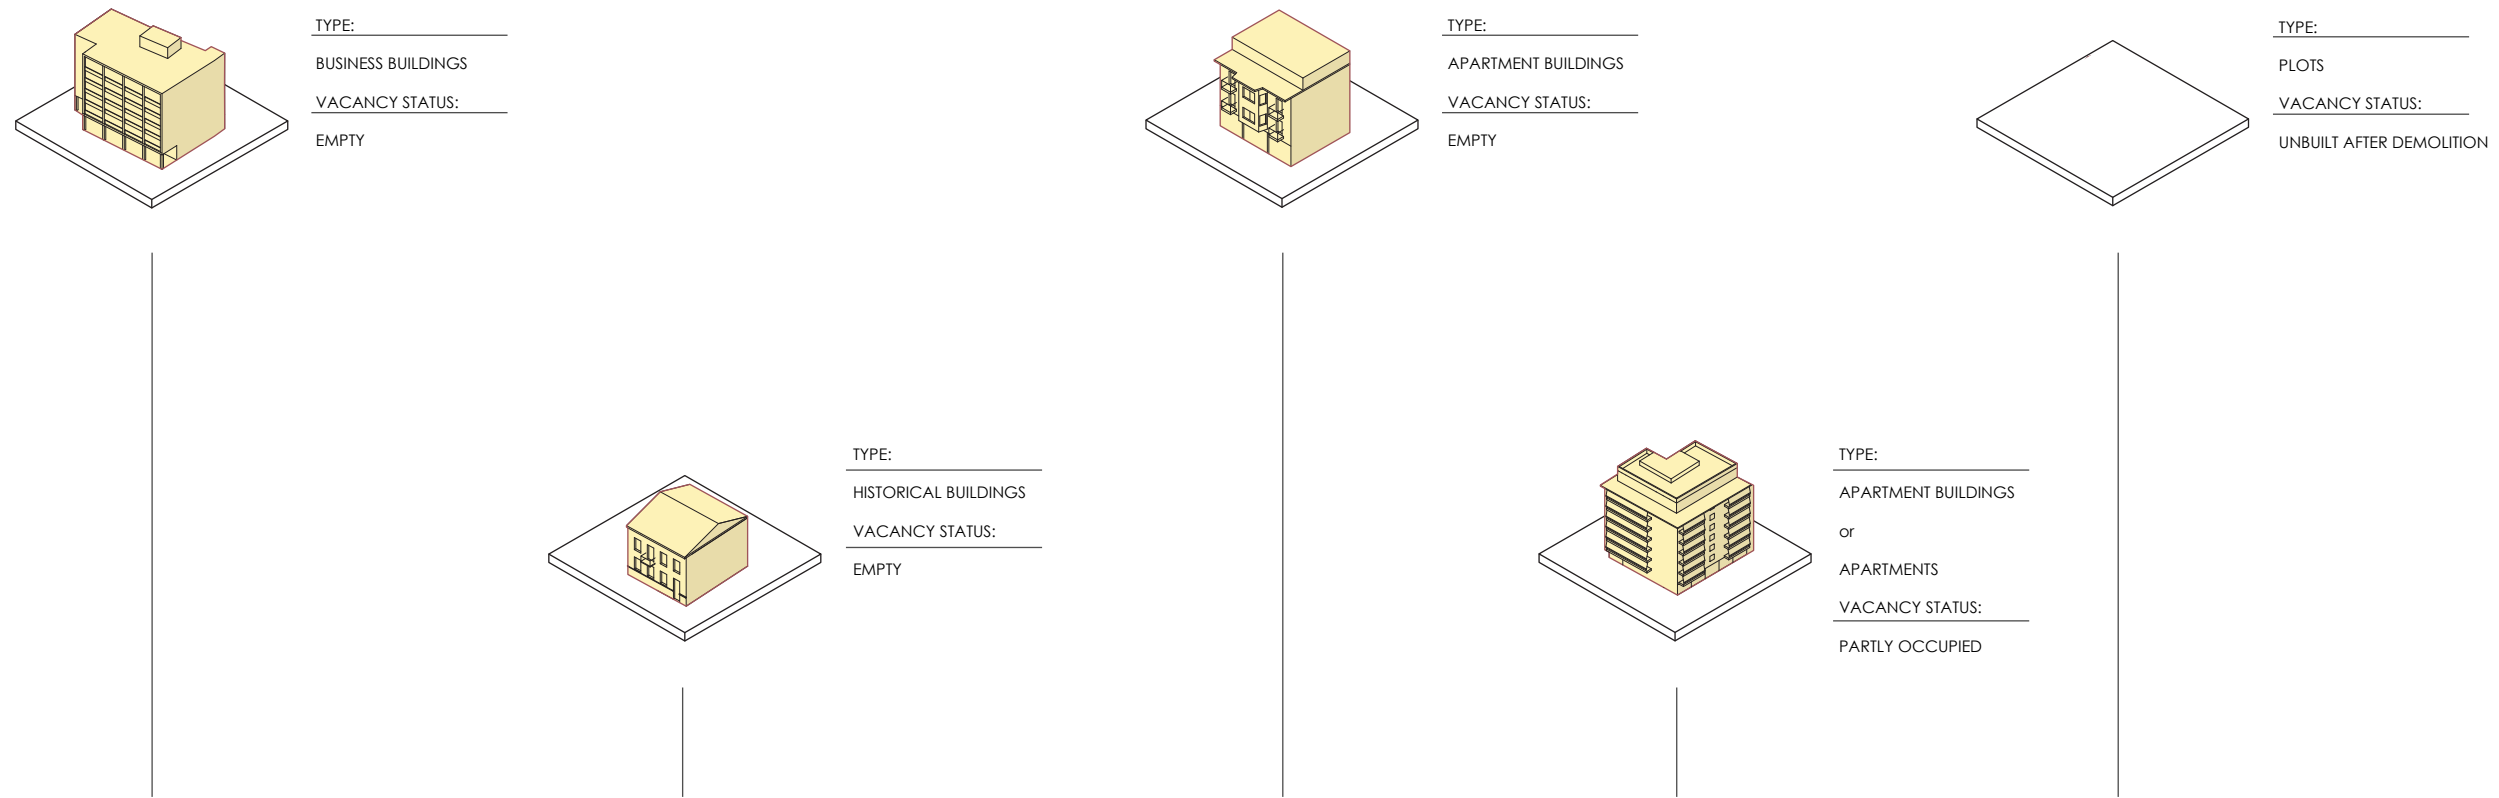 TYPE:
BUSINESS BUILDINGS
VACANCY STATUS:
EMPTY
TYPE:
HISTORICAL BUILDINGS
VACANCY STATUS:
EMPTY
TYPE:
APARTMENT BUILDINGS
VACANCY STATUS:
EMPTY
TYPE:
APARTMENT BUILDINGS
or
APARTMENTS
VACANCY STATUS:
PARTLY OCCUPIED
TYPE:
PLOTS
VACANCY STATUS:
UNBUILT AFTER DEMOLITION